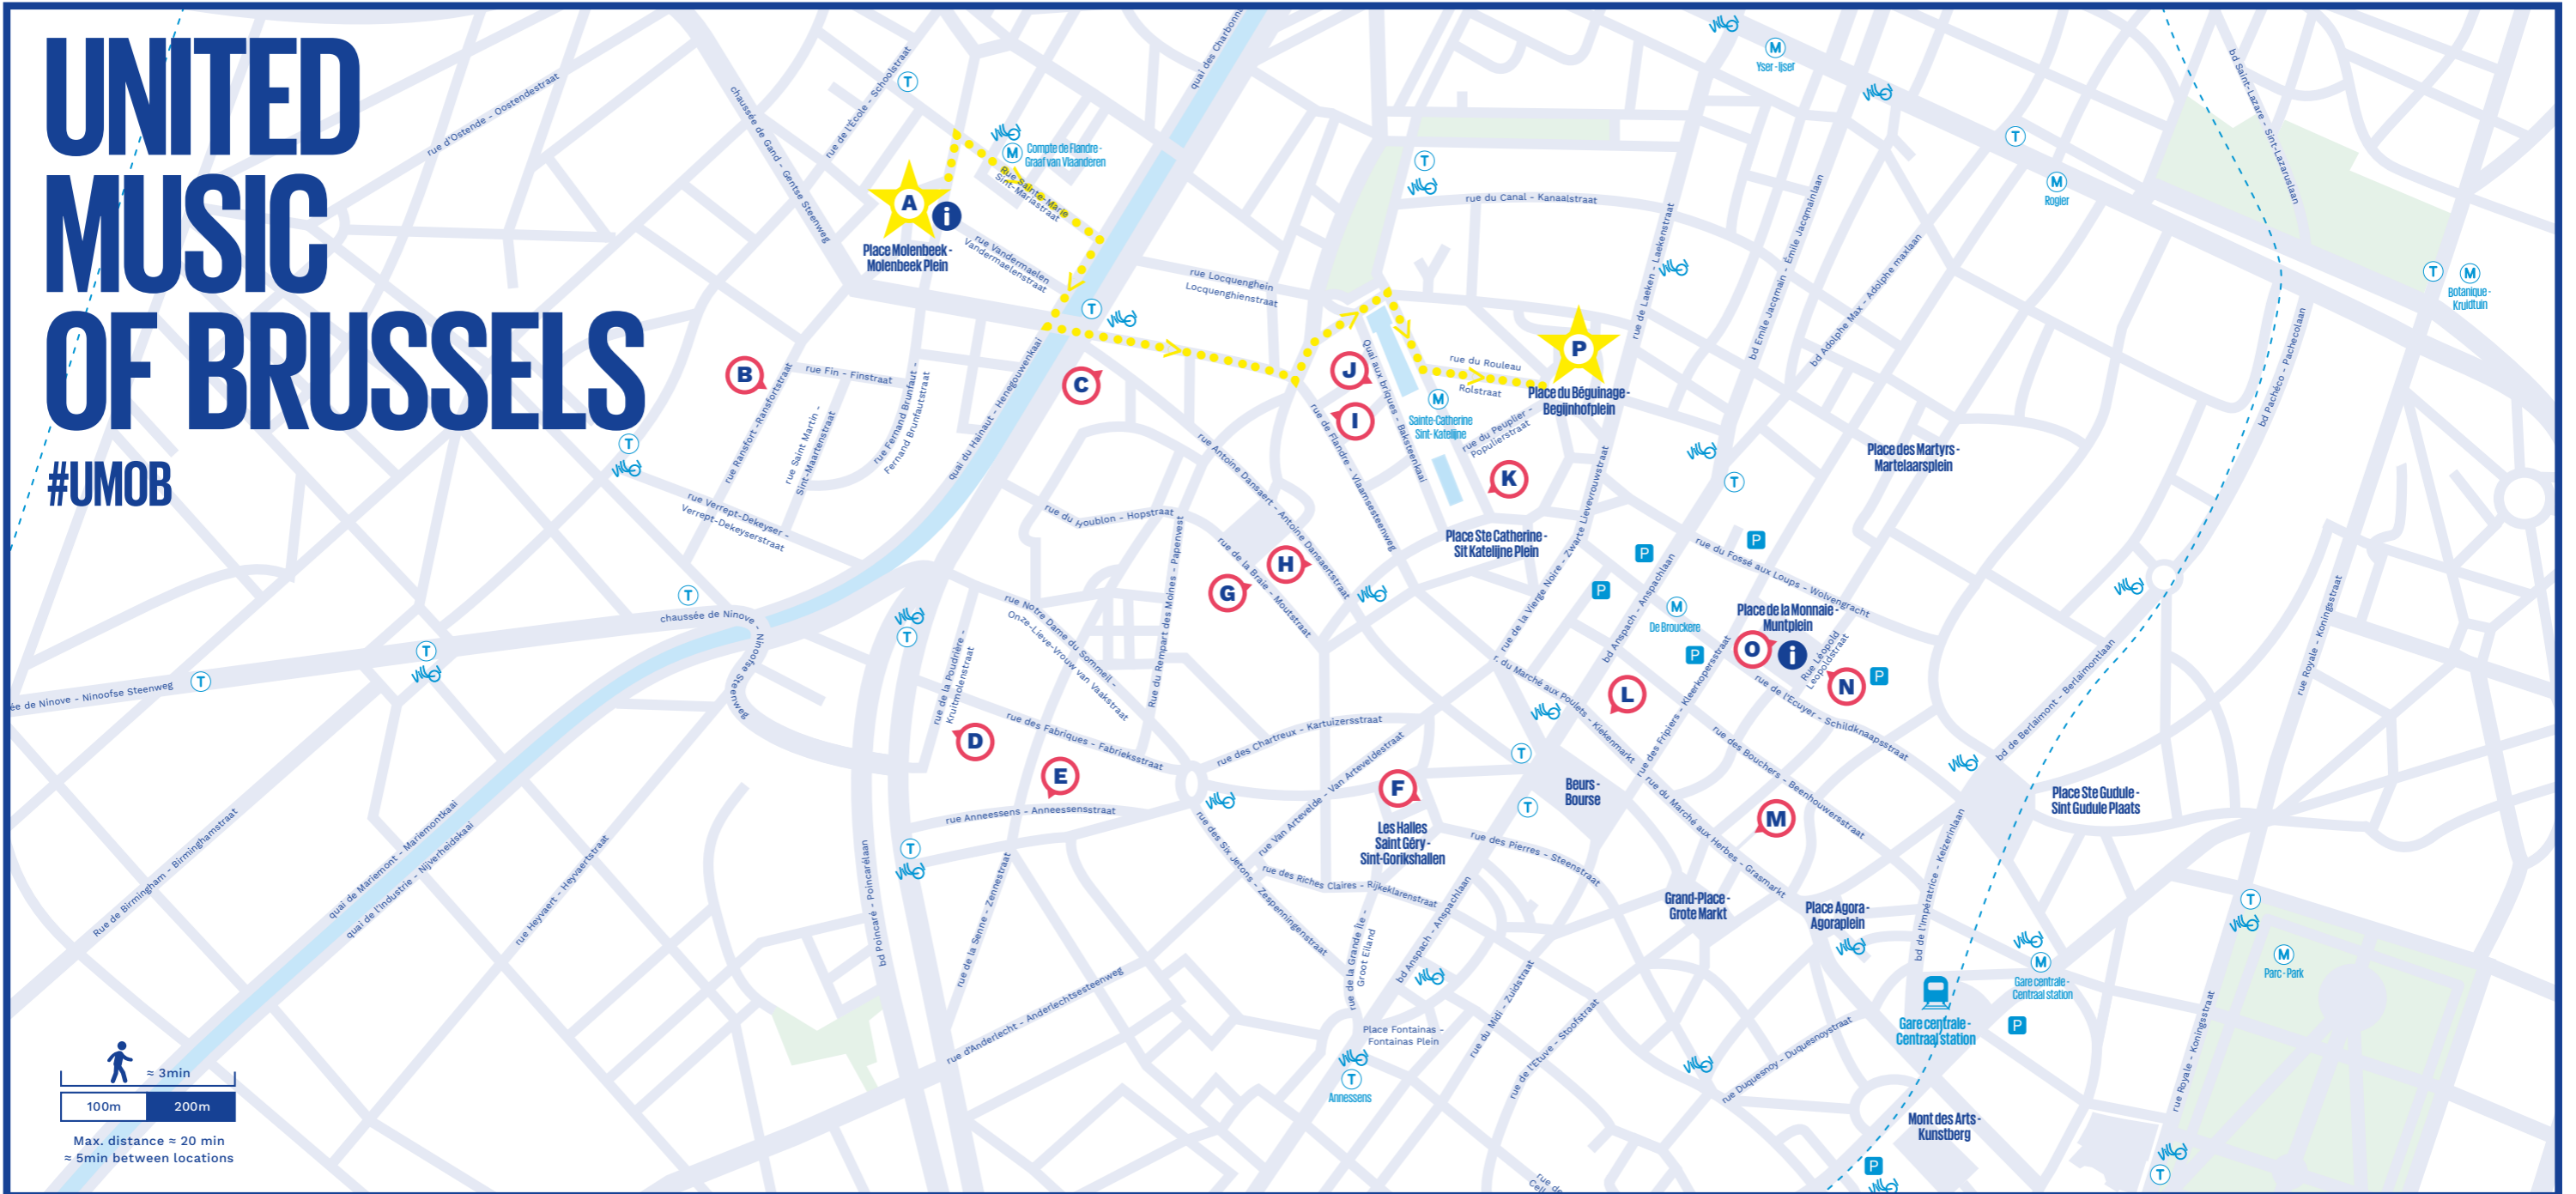 UNITED
MUSIC
OF BRUSSELS
#UMOB
rue d'Ostende - Oostendestraat
chaussée de Gand - Gentse Steenweg
rue de l'École - Schoolstraat
T
M
Compte de Flandre -
Graaf van Vlaanderen
Rue Sainte-Marie
Sint-Mariastraat
quai des Charbonn
A
i
Place Molenbeek -
Molenbeek Plein
rue Vandermaelen
Vandermaelenstraat
T
rue Locquenghein
Locquenghienstraat
T
rue du Canal - Kanaalstraat
rue de Laeken - Laekenstraat
bd Emile Jacqmain - Émile Jacqmainlaan
bd Adolphe Max - Adolphe maxlaan
M
Yser - Ijser
T
M
Rogier
bd Saint-Lazare - Sint-Lazaruslaan
T
M
Botanique -
Kruidtuin
bd Pachéco - Pachecolaan
B
rue Fin - Finstraat
rue Ransfort - Ransfortstraat
rue Saint Martin -
Sint-Maartenstraat
rue Fernand Brunfaut -
Fernand Brunfautstraat
C
quai du Hainaut - Henegouwenkaai
J
I
Quai aux briques - Baksteenkaai
rue de Flandre - Vlaamsesteenweg
rue du Rouleau
Rolstraat
P
Place du Béguinage -
Begijnhofplein
M
Sainte-Catherine
Sint-Katelijne
rue du Peuplier -
Populierstraat
K
Place Ste Catherine -
Sit Katelijne Plein
rue de la Vierge Noire - Zwarte Lievevrouwstraat
T
Place des Martyrs -
Martelaarsplein
T
rue Verrept-Dekeyser -
Verrept-Dekeyserstraat
rue du Houblon - Hopstraat
rue Antoine Dansaert - Antoine Dansaertstraat
rue de la Braie - Moutstraat
H
G
Rue du Rempart des Moines - Papenvest
rue Notre Dame du Sommeil -
Onze-Lieve-Vrouw van Vaakstraat
T
chaussée de Ninove - Ninoofse Steenweg
T
T
T
ée de Ninove - Ninoofse Steenweg
rue de la Poudrière -
Kruitmolenstraat
D
rue des Fabriques - Fabrieksstraat
E
rue Anneessens - Anneessensstraat
rue des Chartreux - Kartuizersstraat
rue Van Artevelde - Van Arteveldestraat
F
Les Halles
Saint Géry -
Sint-Gorikshallen
P
P
P
P
P
rue du Fossé aux Loups - Wolvengracht
bd Anspach - Anspachlaan
M
De Brouckere
Place de la Monnaie -
Muntplein
O
i
Rue Léopold
Leopoldstraat
N
L
r. du Marché aux Poulets - Kiekenmarkt
rue des Fripiers - Kleerkopersstraat
rue de l'Ecuyer - Schildknaapsstraat
rue des Bouchers - Beenhouwersstraat
M
rue du Marché aux Herbes - Grasmarkt
T
T
Beurs -
Bourse
rue des Pierres - Steenstraat
rue des Riches Claires - Rijkeklarenstraat
rue des Six Jetons - Zespenningenstraat
rue de la Grande Île -
Groot Eiland
bd Anspach - Anspachlaan
Grand-Place -
Grote Markt
Place Agora -
Agoraplein
bd de Berlaimont - Berlaimontlaan
Place Ste Gudule -
Sint Gudule Plaats
bd de l'Impératrice - Keizerinlaan
rue Royale - Koningsstraat
T
M
Parc - Park
M
Gare centrale -
Centraal station
Gare centrale -
Centraal station
P
rue Royale - Koningsstraat
Mont des Arts -
Kunstberg
P
T
rue Duquesnoy - Duquesnoystraat
rue de l'Etuve - Stoofstraat
rue du Midi - Zuidstraat
Place Fontainas -
Fontainas Plein
T
Annessens
rue d'Anderlecht - Anderlechtsesteenweg
rue de la Senne - Zennestraat
bd Poincaré - Poincarélaan
T
rue Heyvaert - Heyvaertstraat
quai de Mariemont - Mariemontkaai
quai de l'Industrie - Nijverheidskaai
Rue de Birmingham - Birminghamstraat
rue de
Cell
≈ 3min
100m 200m
Max. distance ≈ 20 min
≈ 5min between locations